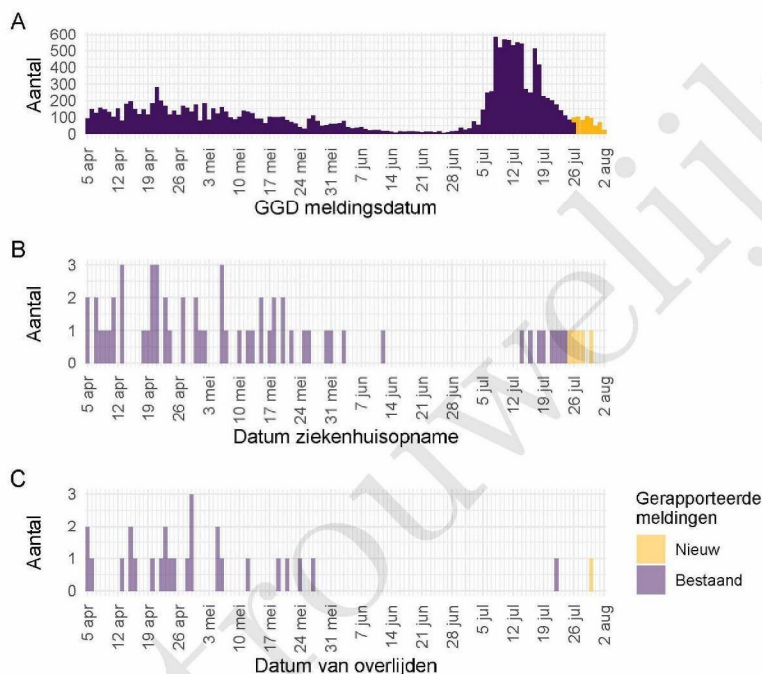 A
600
500
400
300
200
100
0
Aantal
5 apr
12 apr
19 apr
26 apr
3 mei
10 mei
17 mei
24 mei
31 mei
7 jun
14 jun
21 jun
28 jun
5 jul
12 jul
19 jul
26 jul
2 aug
GGD meldingsdatum
B
3
2
1
0
Aantal
5 apr
12 apr
19 apr
26 apr
3 mei
10 mei
17 mei
24 mei
31 mei
7 jun
14 jun
21 jun
28 jun
5 jul
12 jul
19 jul
26 jul
2 aug
Datum ziekenhuisopname
C
3
2
1
0
Aantal
5 apr
12 apr
19 apr
26 apr
3 mei
10 mei
17 mei
24 mei
31 mei
7 jun
14 jun
21 jun
28 jun
5 jul
12 jul
19 jul
26 jul
2 aug
Datum van overlijden
Gerapporteerde
meldingen
Nieuw
Bestaand
trouwelijk